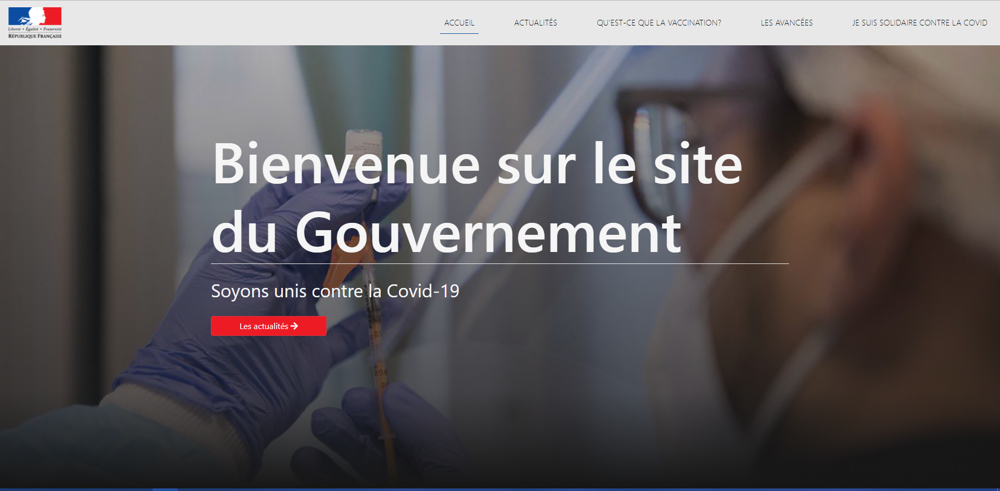 Liberté • Égalité • Fraternité
RÉPUBLIQUE FRANÇAISE
ACCUEIL
ACTUALITÉS
QU'EST-CE QUE LA VACCINATION?
LES AVANCÉES
JE SUIS SOLIDAIRE CONTRE LA COVID
Bienvenue sur le site
du Gouvernement
Soyons unis contre la Covid-19
Les actualités